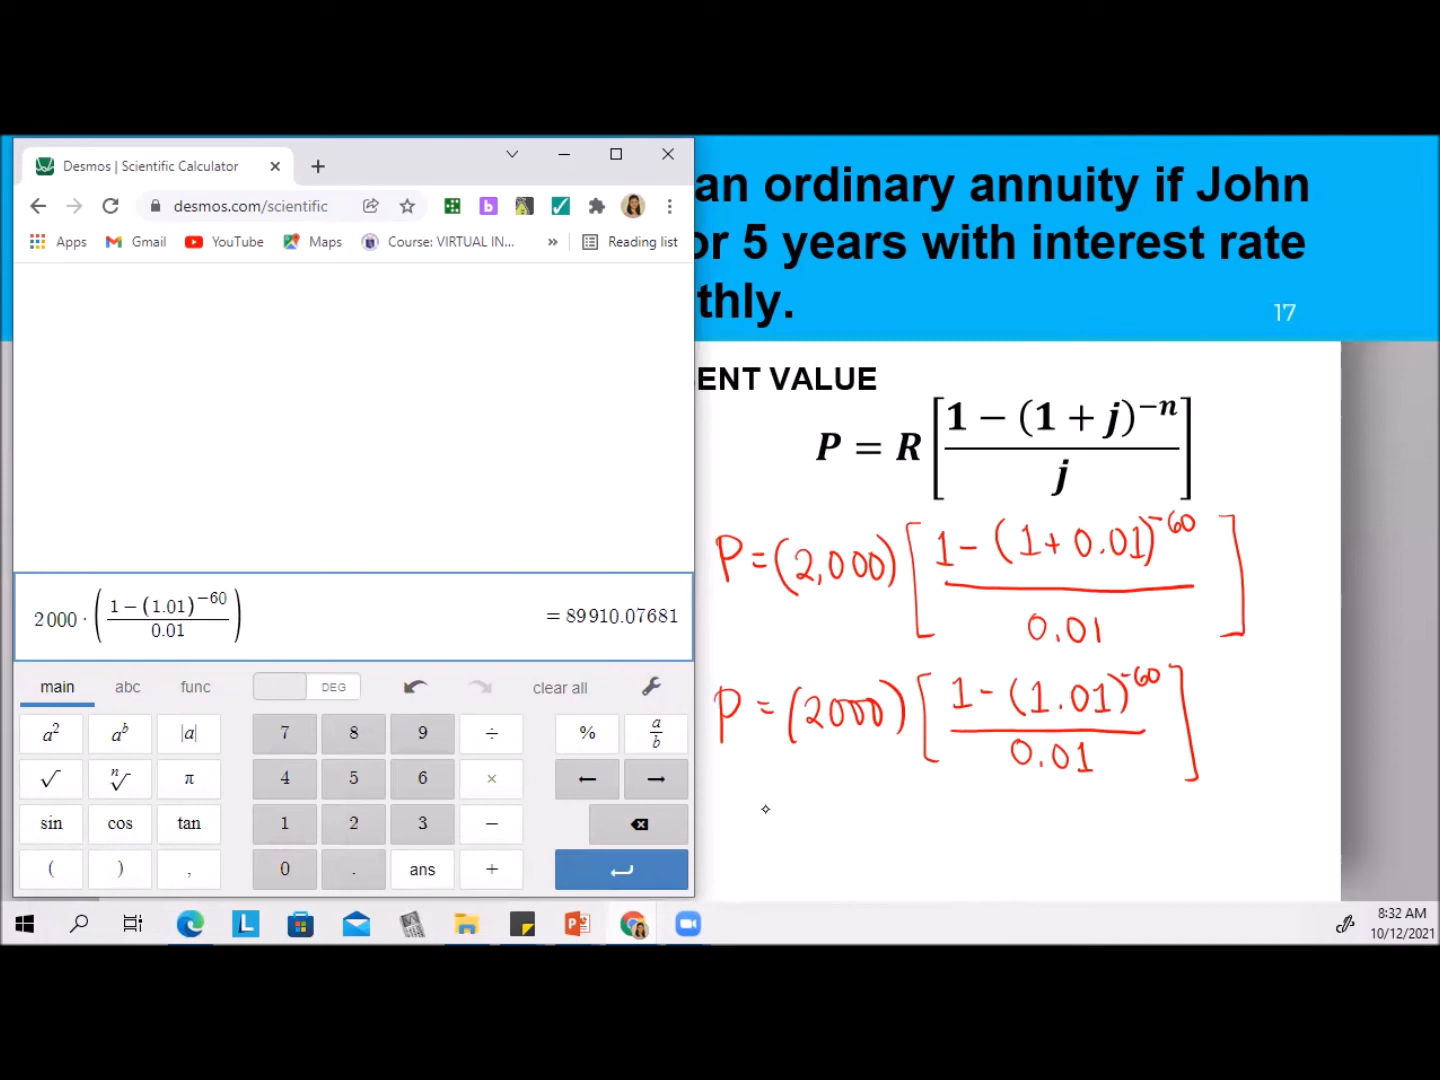 Desmos | Scientific Calculator
desmos.com/scientific
Apps Gmail YouTube Maps Course: VIRTUAL IN... » Reading list
an ordinary annuity if John
or 5 years with interest rate
thly.
17
ENT VALUE
P = R [ 1 − (1 + j)^−n / j ]
P = (2,000) [ 1 - (1 + 0.01)^-60 / 0.01 ]
P = (2000) [ 1 - (1.01)^-60 / 0.01 ]
2000 · ( 1 − (1.01)^−60 / 0.01 ) = 89910.07681
main abc func DEG clear all
a² a^b |a| 7 8 9 ÷ % a/b
√ ⁿ√ π 4 5 6 × ← →
sin cos tan 1 2 3 −
( ) , 0 . ans +
8:32 AM
10/12/2021